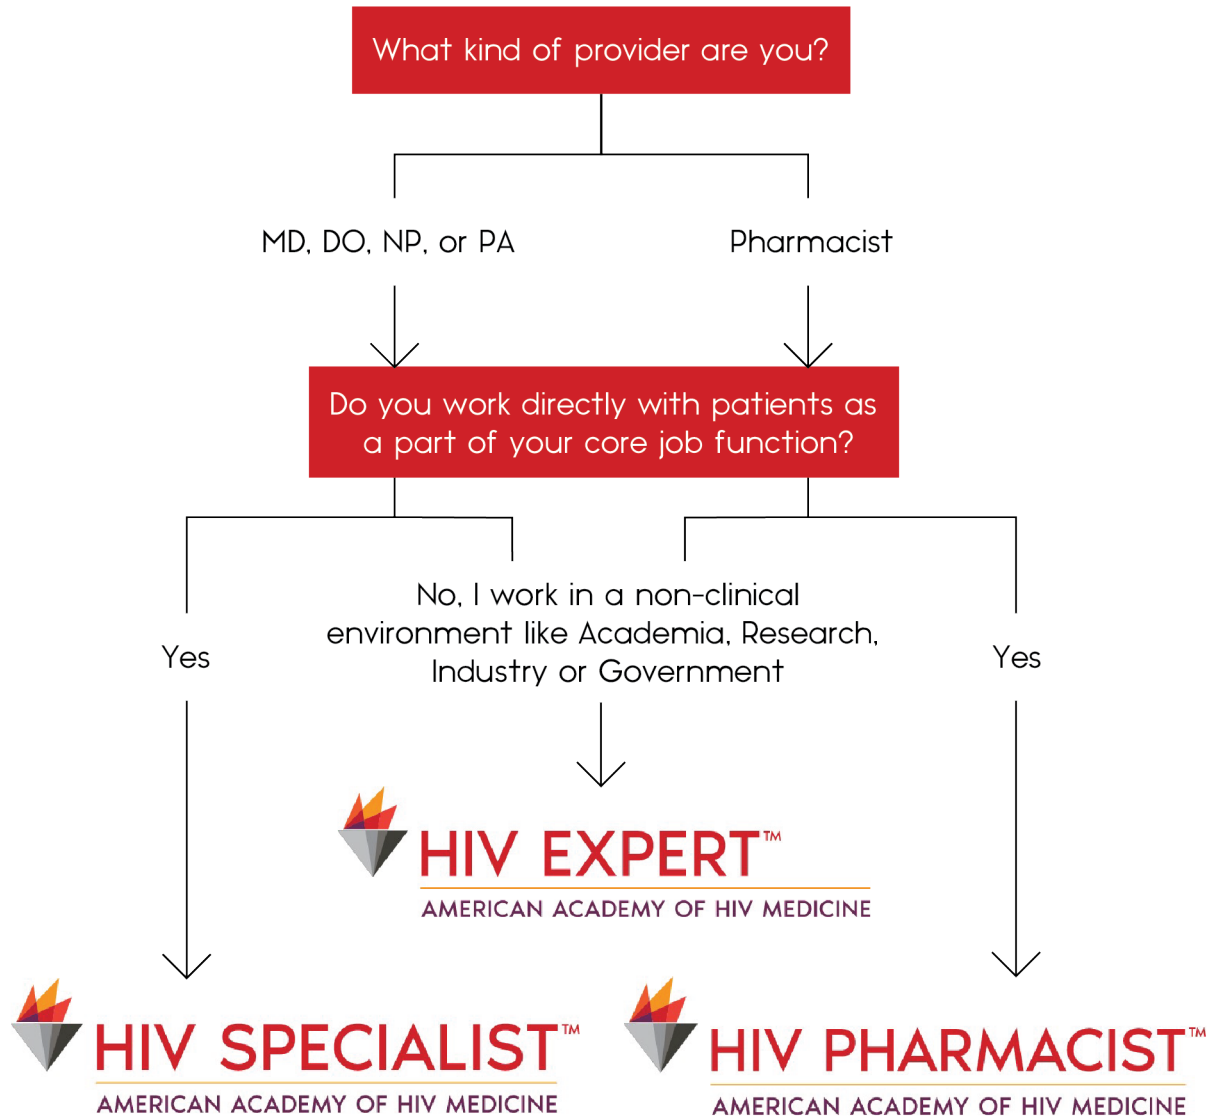 What kind of provider are you?
MD, DO, NP, or PA
Pharmacist
Do you work directly with patients as
a part of your core job function?
No, I work in a non-clinical
environment like Academia, Research,
Industry or Government
Yes
Yes
HIV EXPERT™
AMERICAN ACADEMY OF HIV MEDICINE
HIV SPECIALIST™
AMERICAN ACADEMY OF HIV MEDICINE
HIV PHARMACIST™
AMERICAN ACADEMY OF HIV MEDICINE